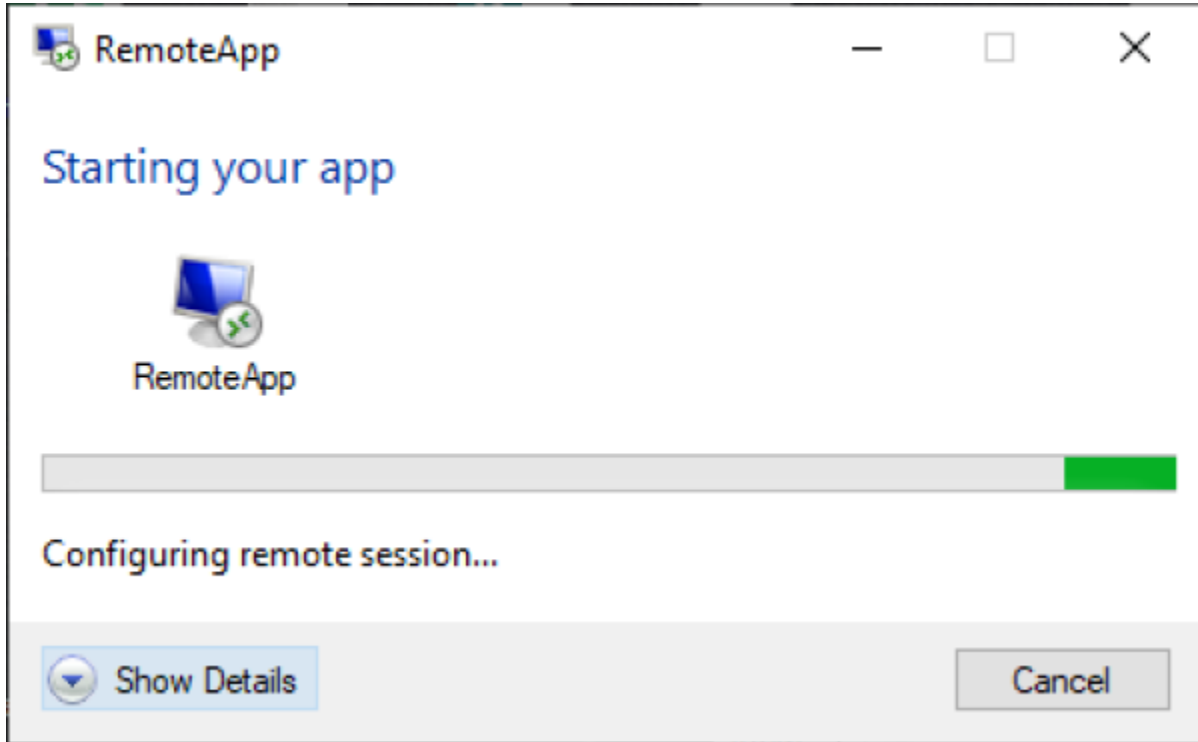 RemoteApp
Starting your app
RemoteApp
Configuring remote session...
Show Details
Cancel